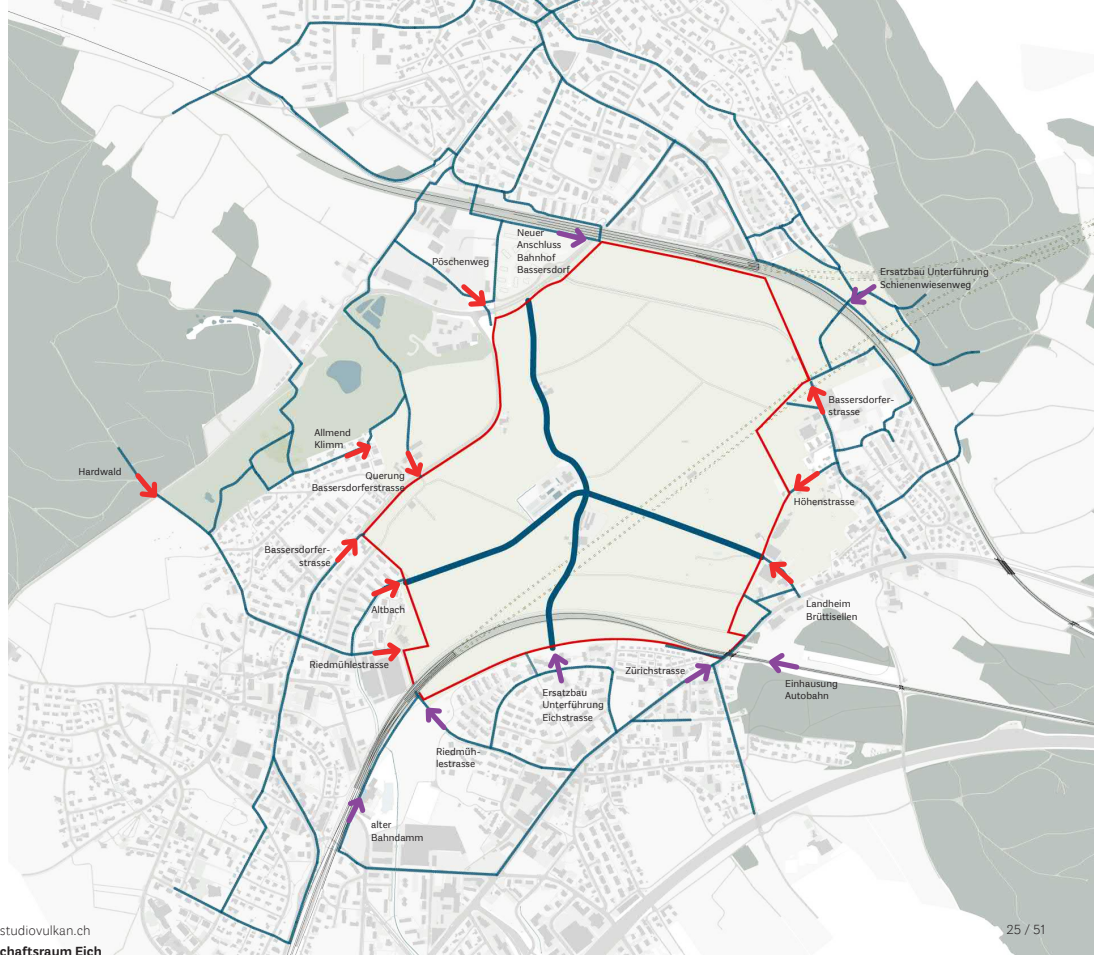 Neuer
Anschluss
Bahnhof
Bassersdorf
Pöschenweg
Ersatzbau Unterführung
Schienenwiesenweg
Bassersdorfer-
strasse
Allmend
Klimm
Hardwald
Querung
Bassersdorferstrasse
Höhenstrasse
Bassersdorfer-
strasse
Altbach
Landheim
Brüttisellen
Riedmühlestrasse
Zürichstrasse
Einhausung
Autobahn
Ersatzbau
Unterführung
Eichstrasse
Riedmüh-
lestrasse
alter
Bahndamm
studiovulkan.ch
25 / 51
chaftsraum Eich